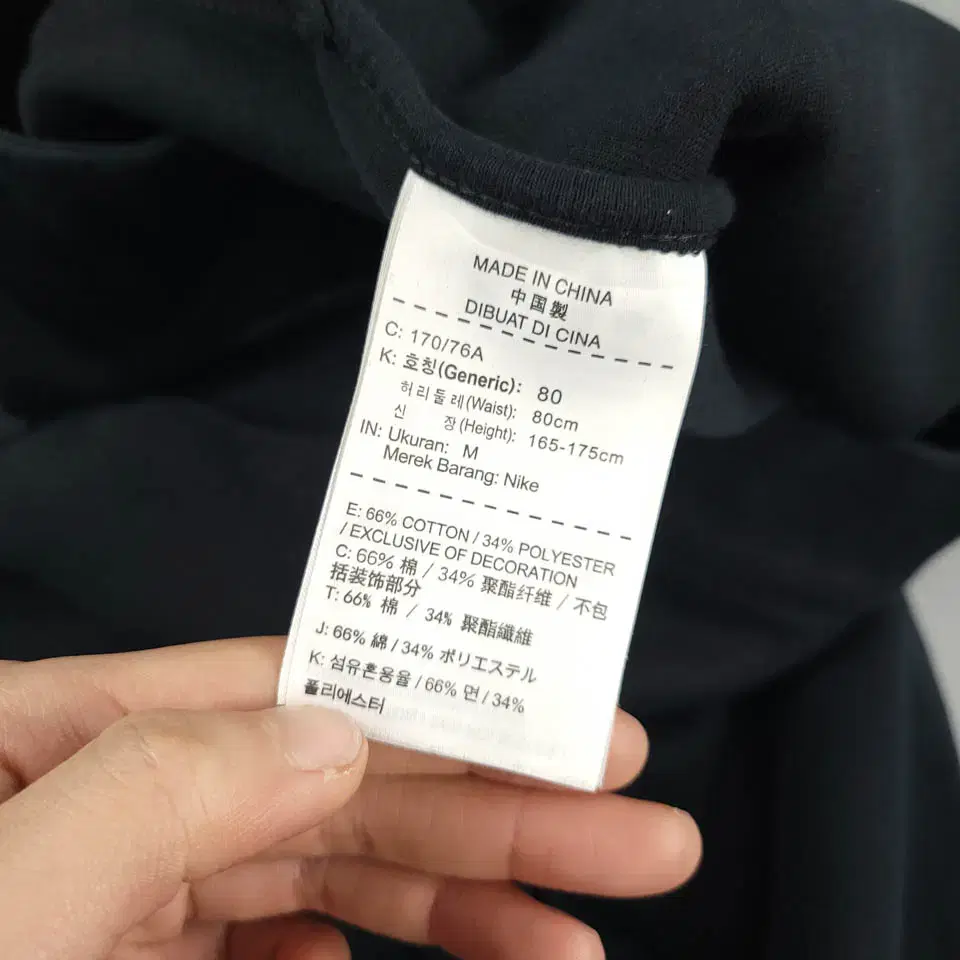 MADE IN CHINA
中国製
DIBUAT DI CINA
C: 170/76A
K: 호칭(Generic): 80
허리둘레(Waist): 80cm
신 장(Height): 165-175cm
IN: Ukuran: M
Merek Barang: Nike
E: 66% COTTON / 34% POLYESTER
/ EXCLUSIVE OF DECORATION
C: 66% 棉 / 34% 聚酯纤维 / 不包
括装饰部分
T: 66% 棉 / 34% 聚酯纖維
J: 66% 綿 / 34% ポリエステル
K: 섬유혼용율 / 66% 면 / 34%
폴리에스터